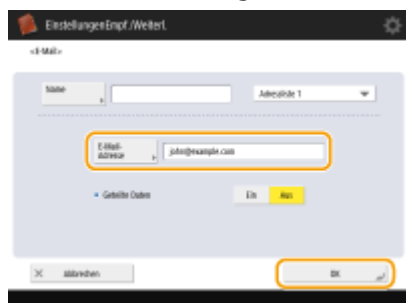 Einstellungen Empf./Weiterl.
<E-Mail>
Name
Adressliste 1
E-Mail-
Adresse
john@example.com
Geteilte Daten
Ein Aus
Abbrechen
OK